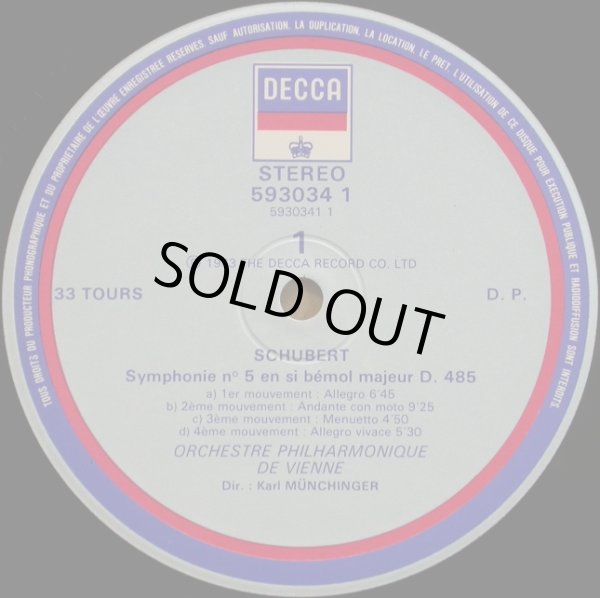 TOUS DROITS DU PRODUCTEUR PHONOGRAPHIQUE ET DU PROPRIETAIRE DE L'ŒUVRE ENREGISTREE RESERVES. SAUF AUTORISATION, LA DUPLICATION, LA LOCATION, LE PRET, L'UTILISATION DE CE DISQUE POUR EXECUTION PUBLIQUE ET RADIODIFFUSION SONT INTERDITS
DECCA
STEREO
593034 1
5930341 1
1
THE DECCA RECORD CO. LTD
SOLD OUT
33 TOURS
D. P.
SCHUBERT
Symphonie n° 5 en si bémol majeur D. 485
a) 1er mouvement : Allegro 6'45
b) 2ème mouvement : Andante con moto 9'25
c) 3ème mouvement : Menuetto 4'50
d) 4ème mouvement : Allegro vivace 5'30
ORCHESTRE PHILHARMONIQUE
DE VIENNE
Dir. : Karl MÜNCHINGER